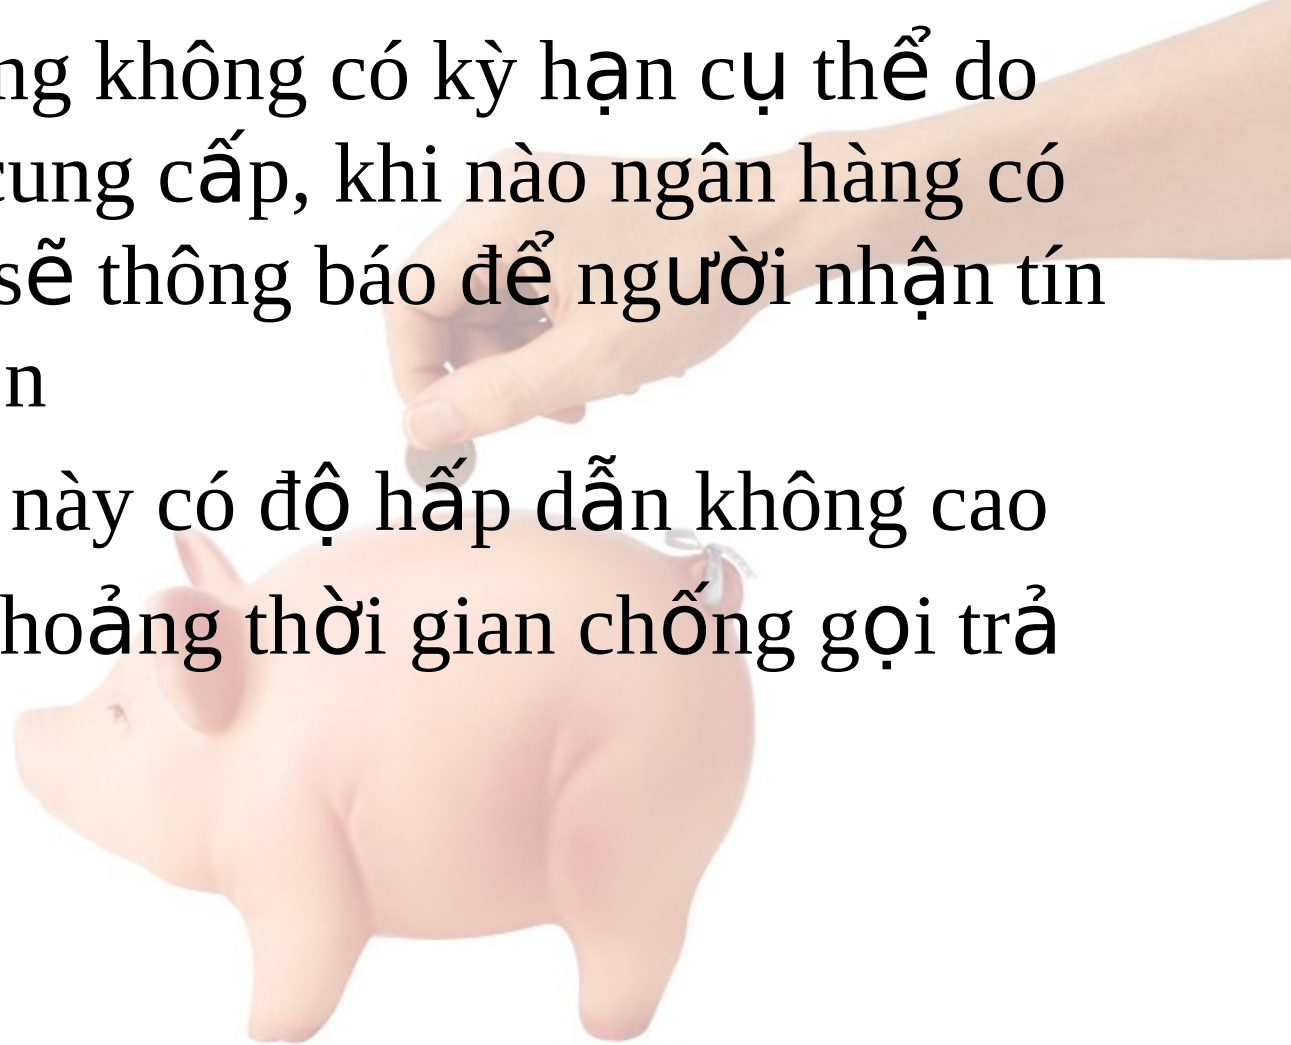 ng không có kỳ hạn cụ thể do
cung cấp, khi nào ngân hàng có
sẽ thông báo để người nhận tín
n
này có độ hấp dẫn không cao
hoảng thời gian chống gọi trả